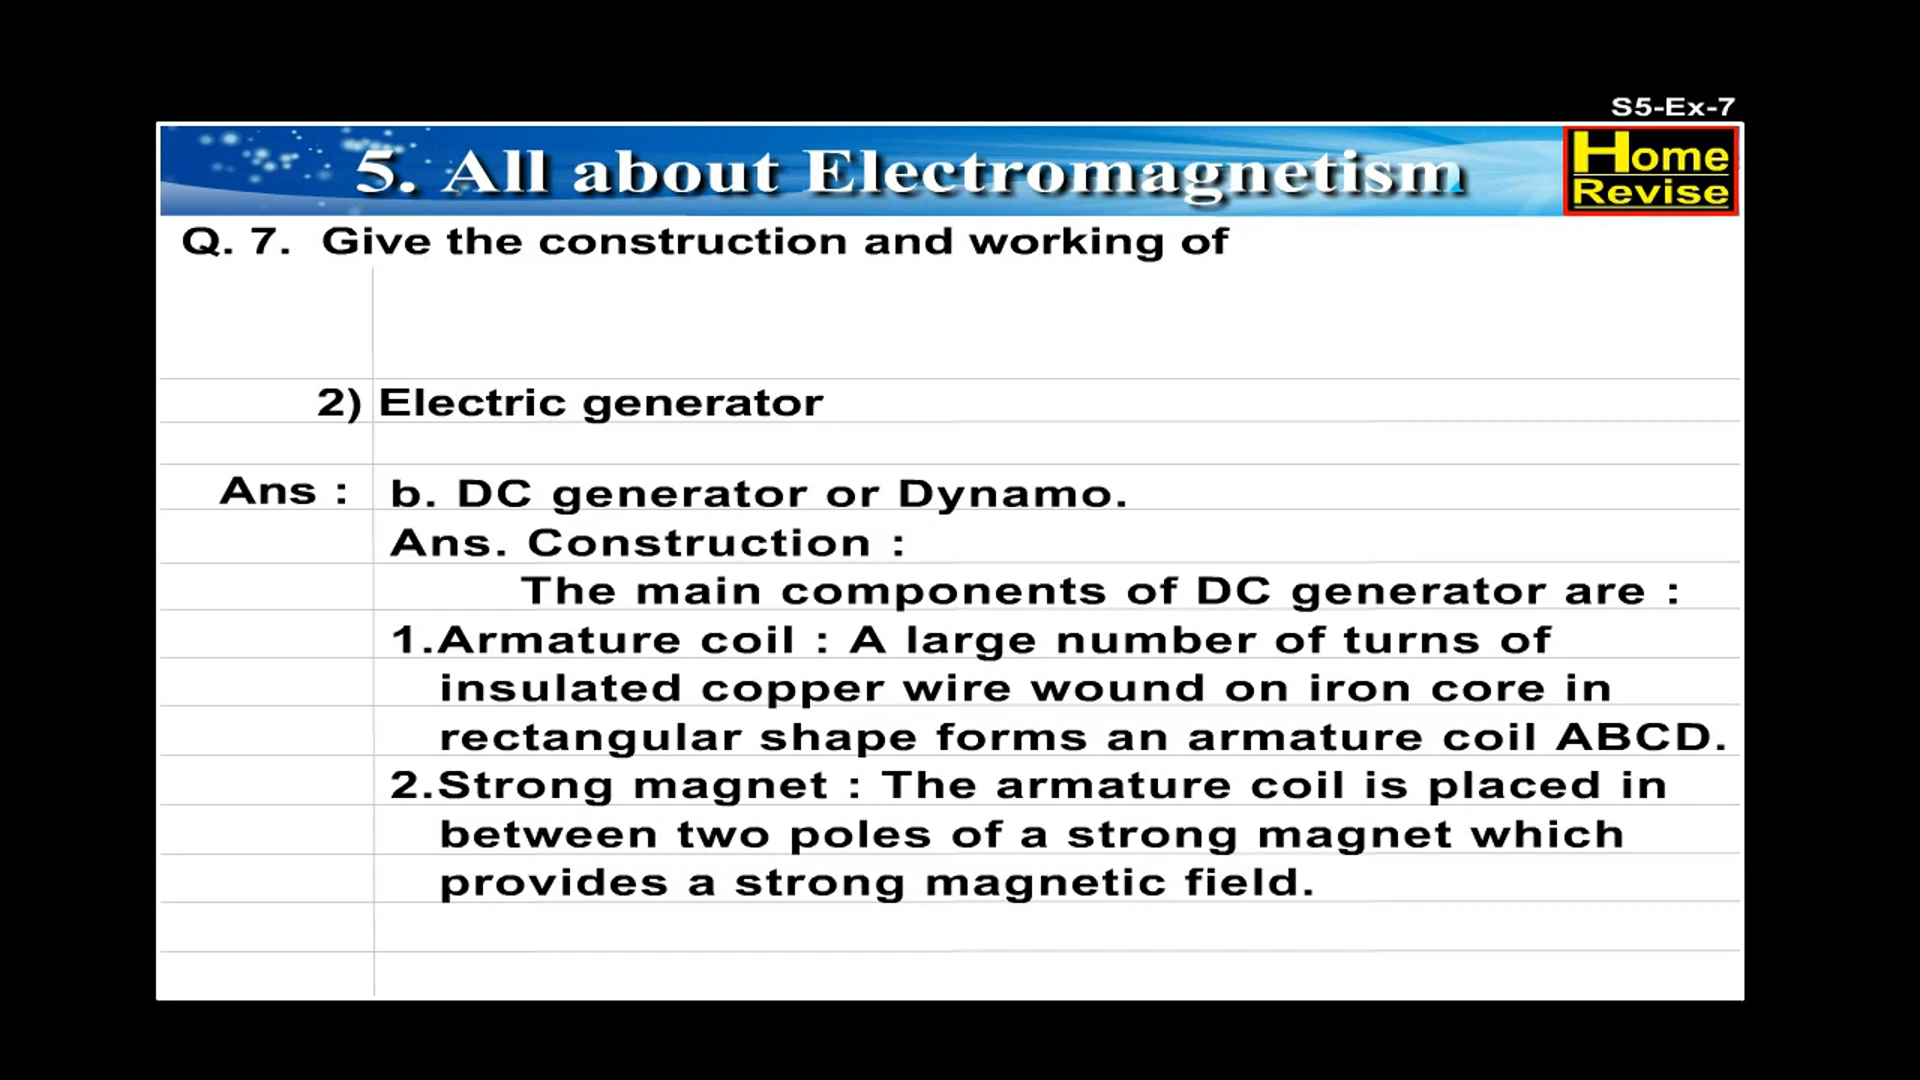 S5-Ex-7
5. All about Electromagnetism
Home
Revise
Q. 7. Give the construction and working of
2) Electric generator
Ans : b. DC generator or Dynamo.
Ans. Construction :
The main components of DC generator are :
1.Armature coil : A large number of turns of
insulated copper wire wound on iron core in
rectangular shape forms an armature coil ABCD.
2.Strong magnet : The armature coil is placed in
between two poles of a strong magnet which
provides a strong magnetic field.